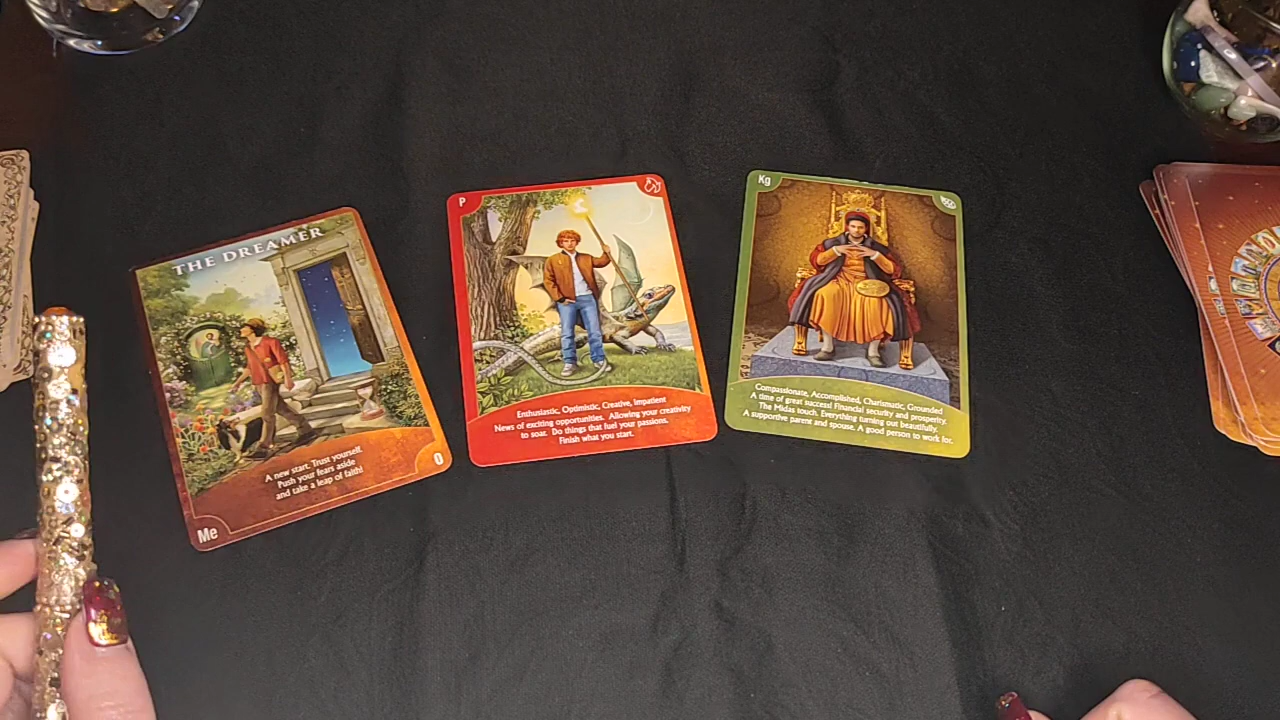 THE DREAMER
A new start. Trust yourself.
Push your fears aside
and take a leap of faith!
0
Me
P
Enthusiastic, Optimistic, Creative, Impatient
News of exciting opportunities. Allowing your creativity
to soar. Do things that fuel your passions.
Finish what you start.
Kg
Compassionate, Accomplished, Charismatic, Grounded
A time of great success! Financial security and prosperity.
The Midas touch. Everything turning out beautifully.
A supportive parent and spouse. A good person to work for.